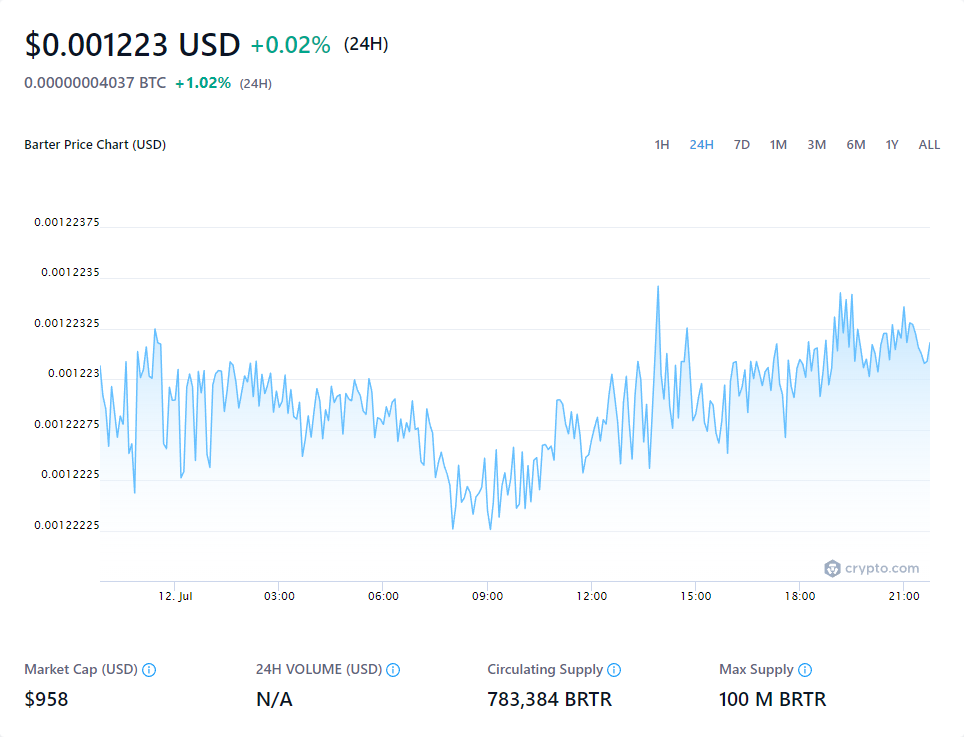 $0.001223 USD +0.02% (24H)
0.00000004037 BTC +1.02% (24H)
Barter Price Chart (USD) 1H 24H 7D 1M 3M 6M 1Y ALL
0.00122375
0.0012235
0.00122325
0.001223
0.00122275
0.0012225
0.00122225
crypto.com
12. Jul 03:00 06:00 09:00 12:00 15:00 18:00 21:00
Market Cap (USD) 24H VOLUME (USD) Circulating Supply Max Supply
$958 N/A 783,384 BRTR 100 M BRTR